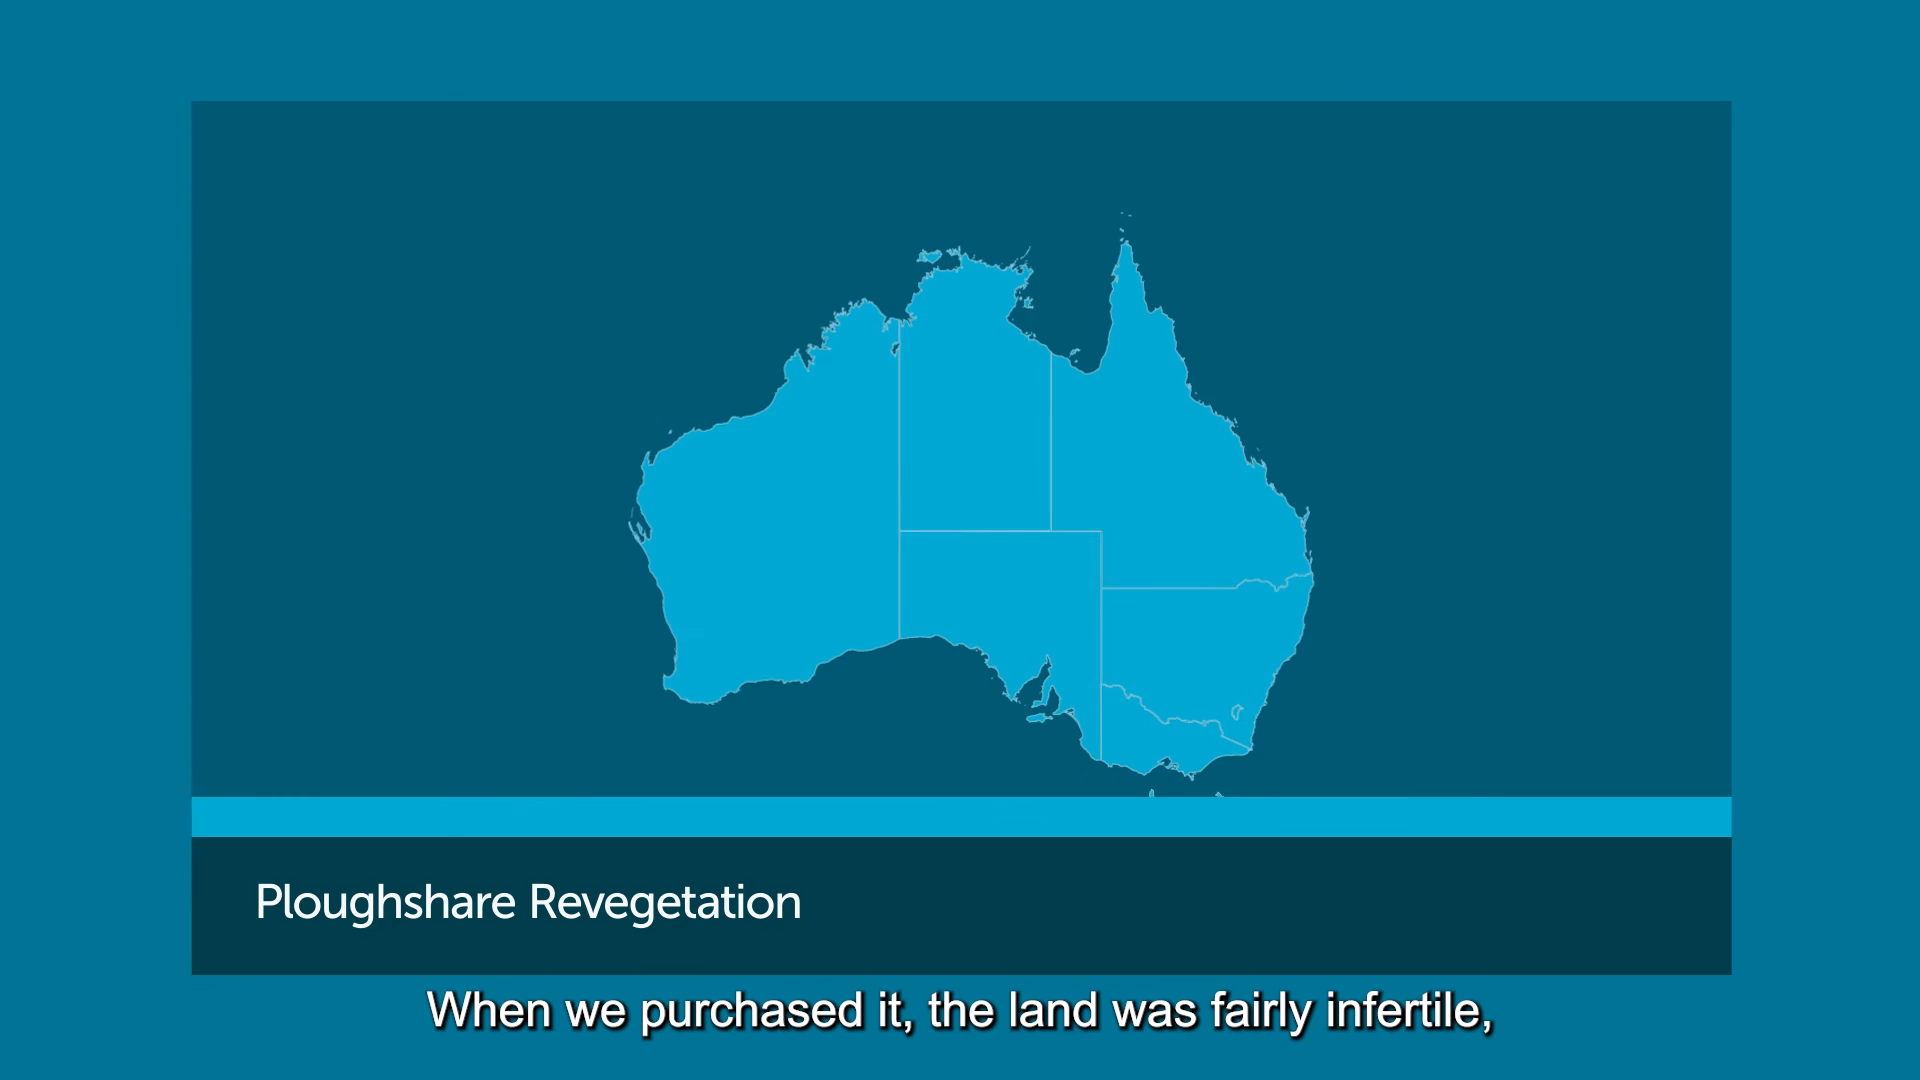 Ploughshare Revegetation
When we purchased it, the land was fairly infertile,